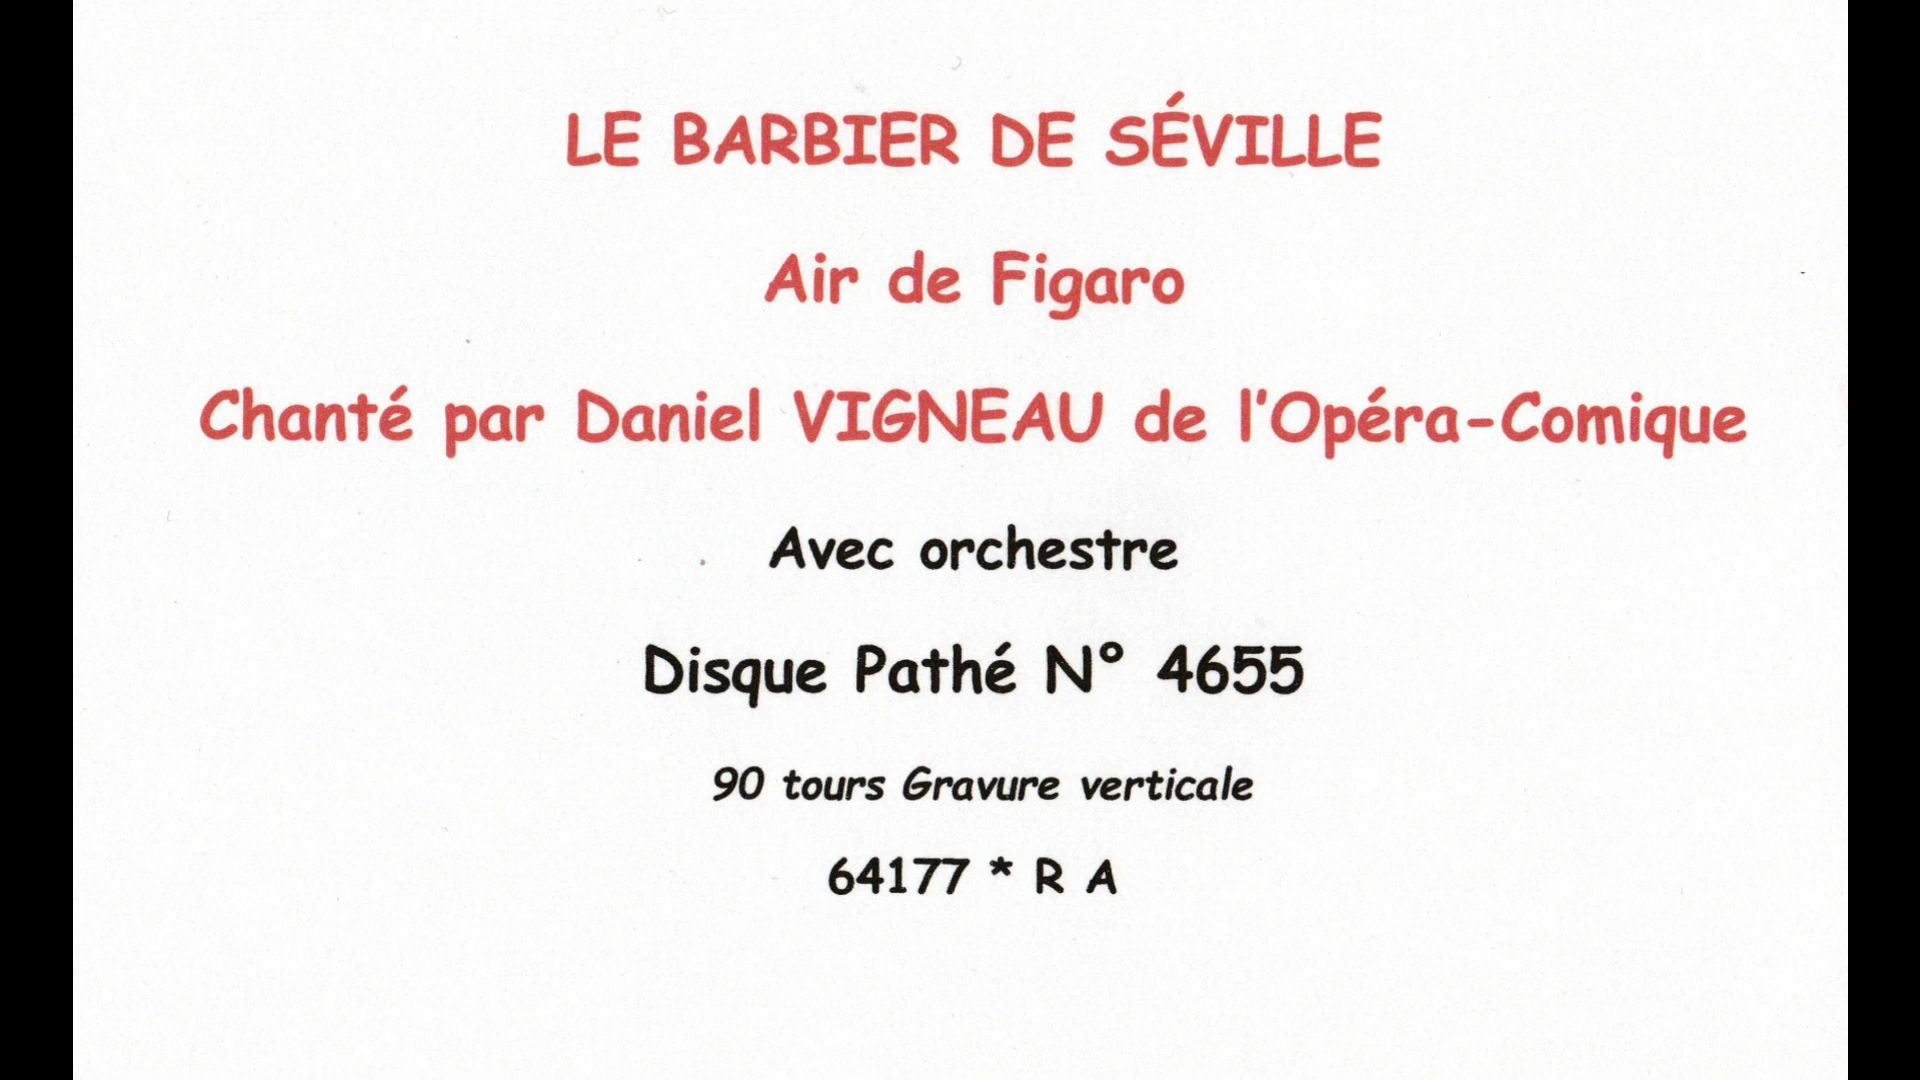 LE BARBIER DE SÉVILLE
Air de Figaro
Chanté par Daniel VIGNEAU de l'Opéra-Comique
Avec orchestre
Disque Pathé N° 4655
90 tours Gravure verticale
64177 * R A